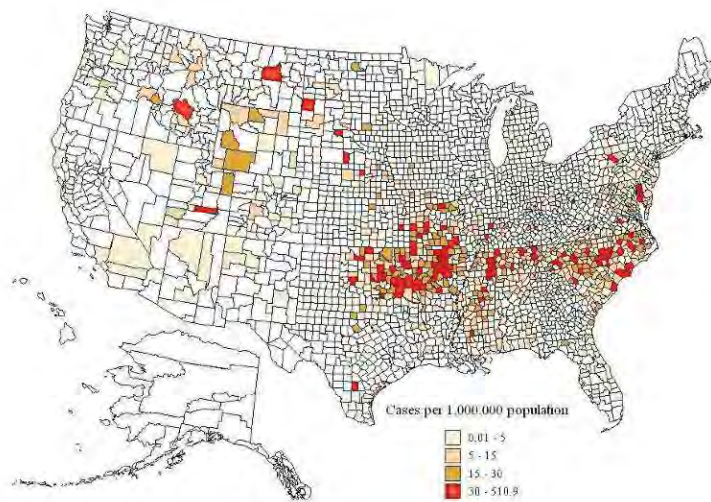 Cases per 1,000,000 population
0.01 - 5
5 - 15
15 - 30
30 - 510.9